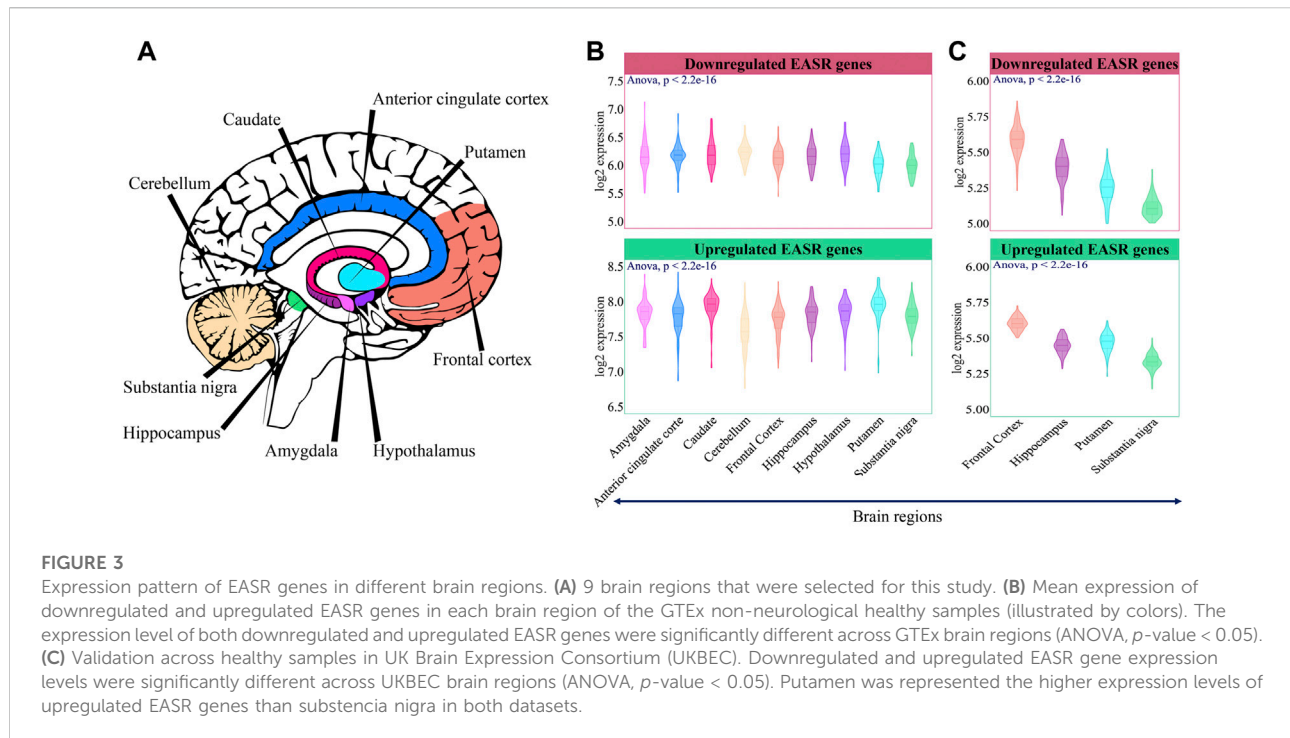 A
Anterior cingulate cortex
Caudate
Putamen
Cerebellum
Frontal cortex
Substantia nigra
Hippocampus
Amygdala
Hypothalamus
B
Downregulated EASR genes
Anova, p < 2.2e-16
7.5
7.0
6.5
6.0
5.5
5.0
log2 expression
Upregulated EASR genes
Anova, p < 2.2e-16
8.5
8.0
7.5
7.0
6.5
log2 expression
Amygdala
Anterior cingulate corte
Caudate
Cerebellum
Frontal Cortex
Hippocampus
Hypothalamus
Putamen
Substantia nigra
C
Downregulated EASR genes
Anova, p < 2.2e-16
6.00
5.75
5.50
5.25
5.00
log2 expression
Upregulated EASR genes
Anova, p < 2.2e-16
6.00
5.75
5.50
5.25
5.00
log2 expression
Frontal Cortex
Hippocampus
Putamen
Substantia nigra
Brain regions
FIGURE 3
Expression pattern of EASR genes in different brain regions. (A) 9 brain regions that were selected for this study. (B) Mean expression of
downregulated and upregulated EASR genes in each brain region of the GTEx non-neurological healthy samples (illustrated by colors). The
expression level of both downregulated and upregulated EASR genes were significantly different across GTEx brain regions (ANOVA, p-value < 0.05).
(C) Validation across healthy samples in UK Brain Expression Consortium (UKBEC). Downregulated and upregulated EASR gene expression
levels were significantly different across UKBEC brain regions (ANOVA, p-value < 0.05). Putamen was represented the higher expression levels of
upregulated EASR genes than substencia nigra in both datasets.